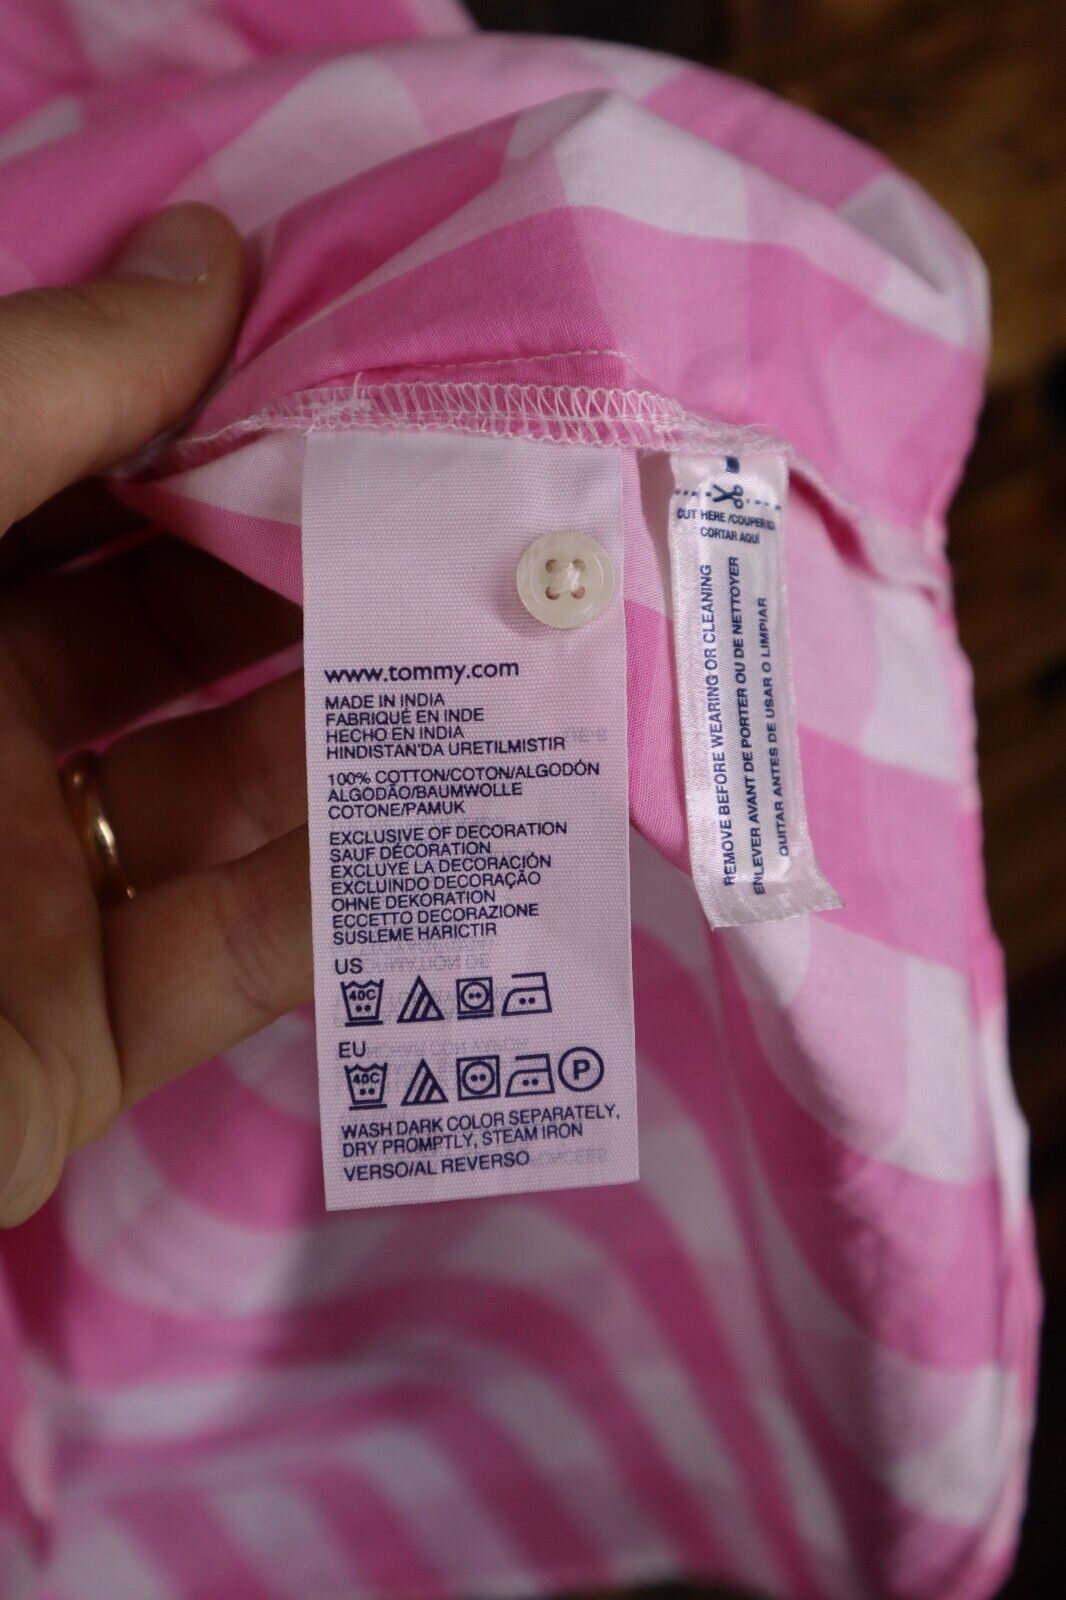 www.tommy.com
MADE IN INDIA
FABRIQUÉ EN INDE
HECHO EN INDIA
HINDISTAN'DA URETILMISTIR
100% COTTON/COTON/ALGODÓN
ALGODÃO/BAUMWOLLE
COTONE/PAMUK
EXCLUSIVE OF DECORATION
SAUF DÉCORATION
EXCLUYE LA DECORACIÓN
EXCLUINDO DECORAÇÃO
OHNE DEKORATION
ECCETTO DECORAZIONE
SUSLEME HARICTIR
US
40C
EU
40C P
WASH DARK COLOR SEPARATELY,
DRY PROMPTLY, STEAM IRON
VERSO/AL REVERSO
CUT HERE/COUPER ICI
CORTAR AQUÍ
REMOVE BEFORE WEARING OR CLEANING
ENLEVER AVANT DE PORTER OU DE NETTOYER
QUITAR ANTES DE USAR O LIMPIAR